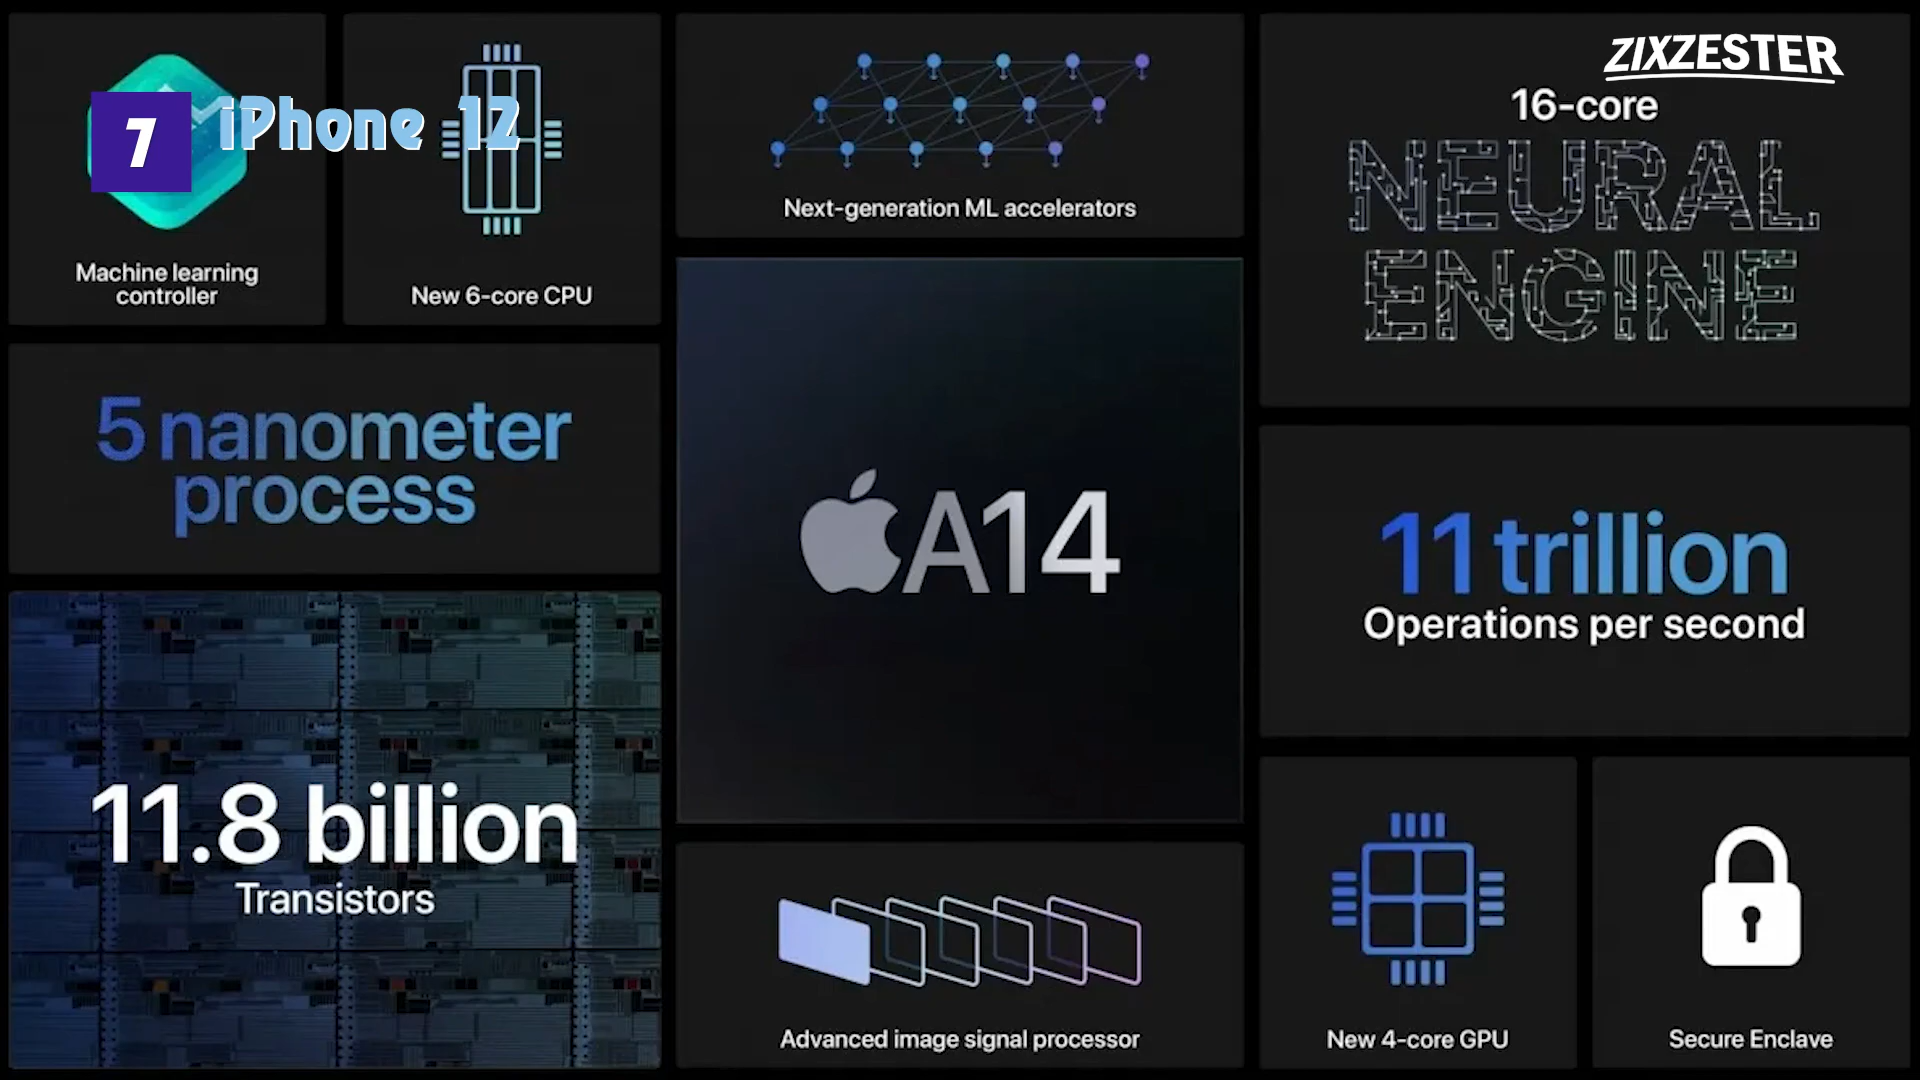 ZIXZESTER
7
iPhone 12
Machine learning
controller
New 6-core CPU
Next-generation ML accelerators
16-core
NEURAL
ENGINE
5 nanometer
process
A14
11 trillion
Operations per second
11.8 billion
Transistors
Advanced image signal processor
New 4-core GPU
Secure Enclave